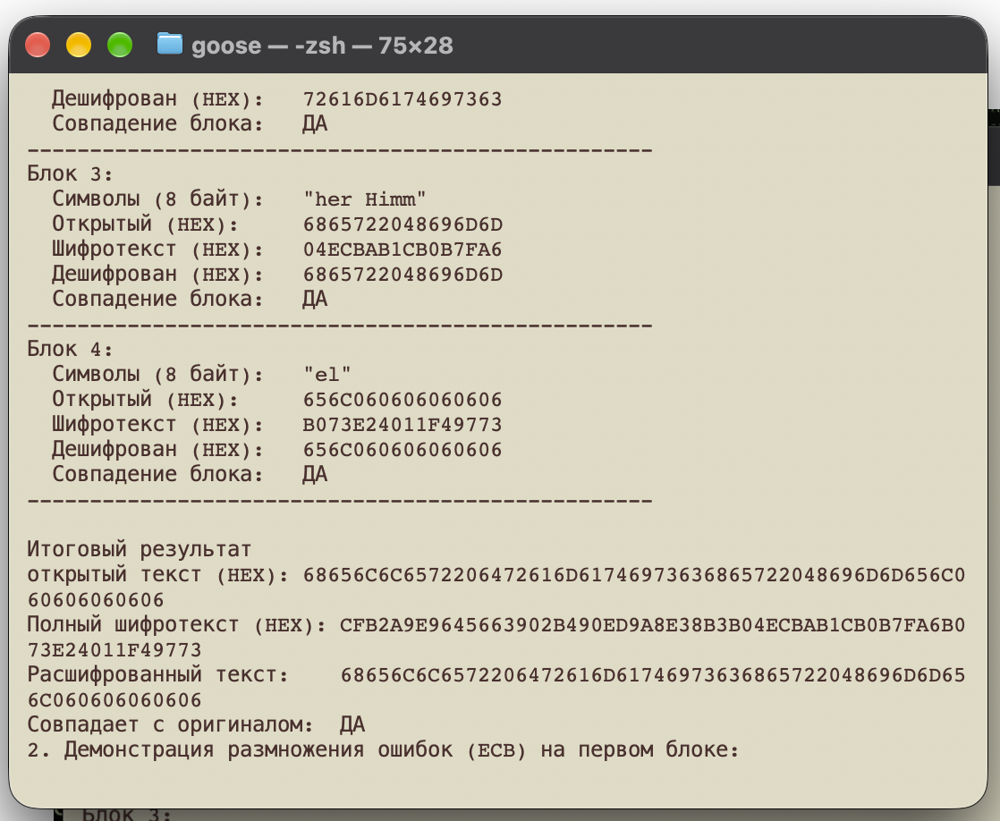 goose — -zsh — 75×28
Дешифрован (HEX): 72616D6174697363
Совпадение блока: ДА
--------------------------------------------------
Блок 3:
Символы (8 байт): "her Himm"
Открытый (HEX): 6865722048696D6D
Шифротекст (HEX): 04ECBAB1CB0B7FA6
Дешифрован (HEX): 6865722048696D6D
Совпадение блока: ДА
--------------------------------------------------
Блок 4:
Символы (8 байт): "el"
Открытый (HEX): 656C060606060606
Шифротекст (HEX): B073E24011F49773
Дешифрован (HEX): 656C060606060606
Совпадение блока: ДА
--------------------------------------------------
Итоговый результат
открытый текст (HEX): 68656C6C6572206472616D61746973636865722048696D6D656C0
60606060606
Полный шифротекст (HEX): CFB2A9E9645663902B490ED9A8E38B3B04ECBAB1CB0B7FA6B0
73E24011F49773
Расшифрованный текст: 68656C6C6572206472616D61746973636865722048696D6D65
6C060606060606
Совпадает с оригиналом: ДА
2. Демонстрация размножения ошибок (ECB) на первом блоке:
Блок 3: